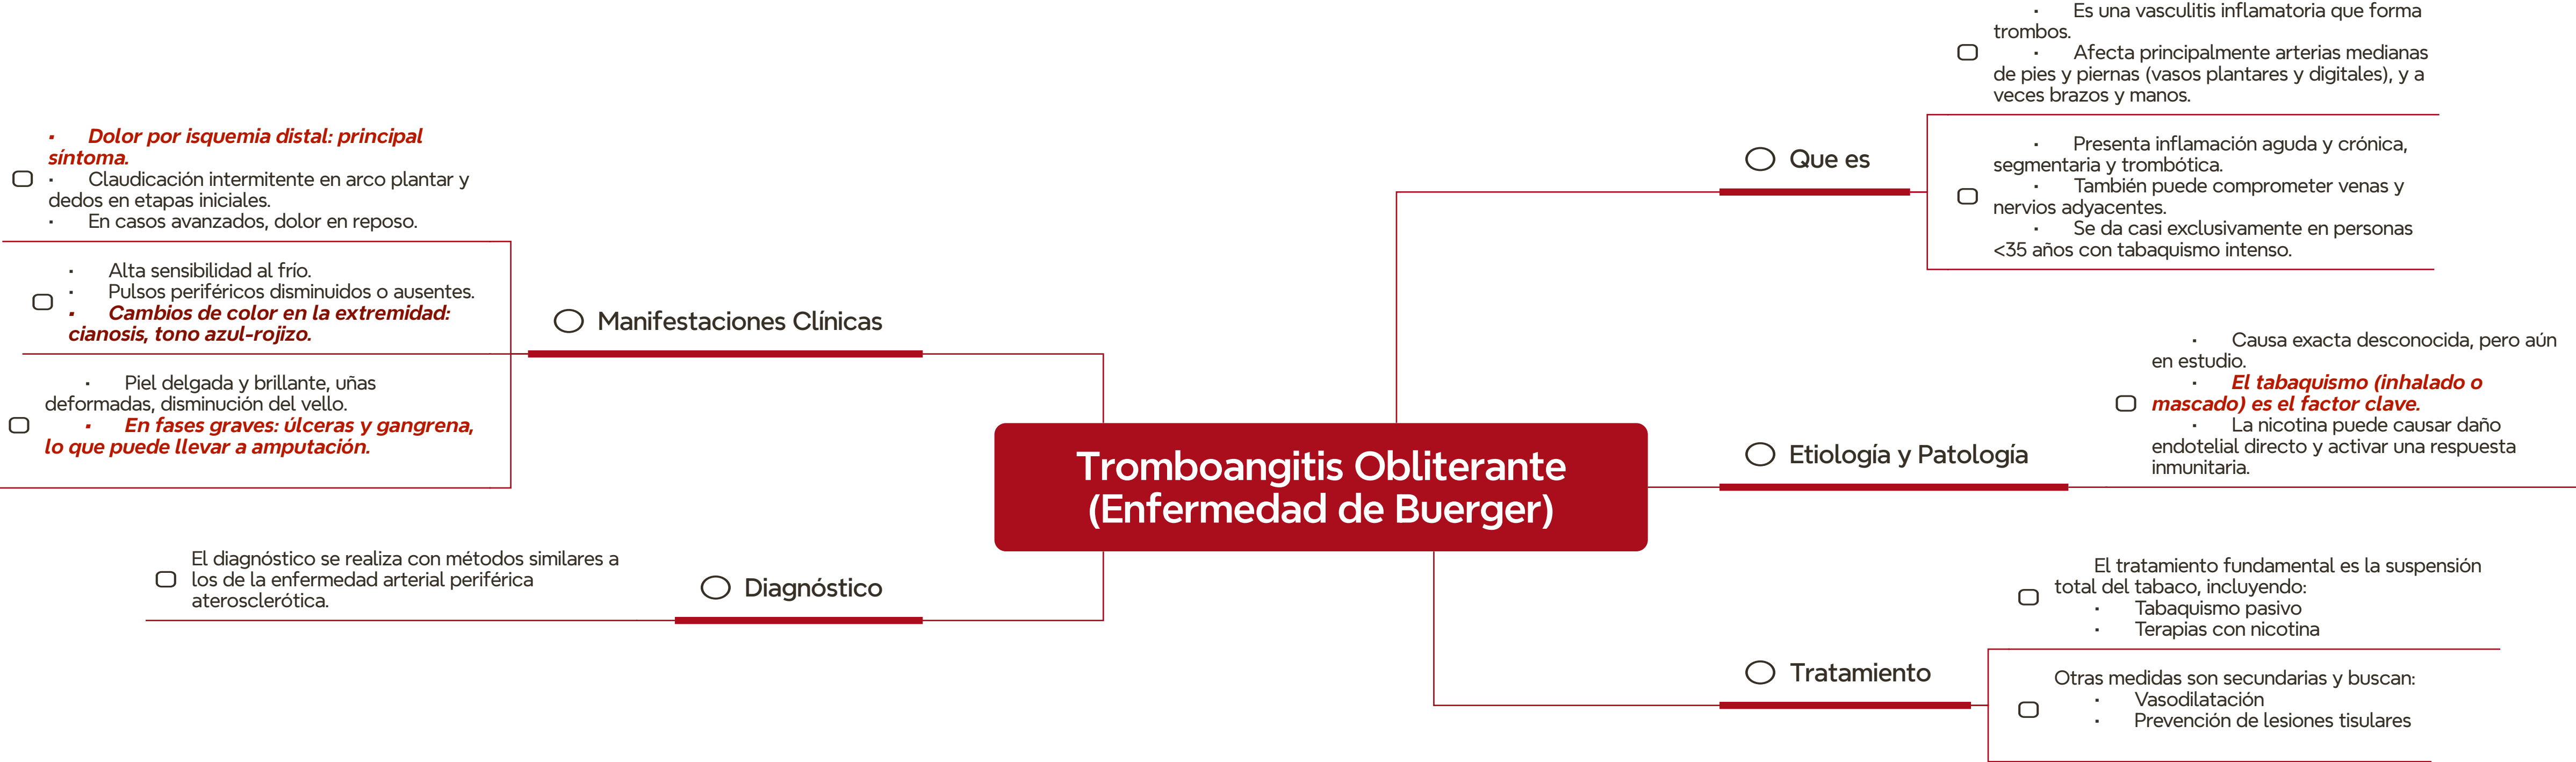 Tromboangitis Obliterante
(Enfermedad de Buerger)
Que es
· Es una vasculitis inflamatoria que forma
trombos.
· Afecta principalmente arterias medianas
de pies y piernas (vasos plantares y digitales), y a
veces brazos y manos.
· Presenta inflamación aguda y crónica,
segmentaria y trombótica.
· También puede comprometer venas y
nervios adyacentes.
· Se da casi exclusivamente en personas
<35 años con tabaquismo intenso.
Etiología y Patología
· Causa exacta desconocida, pero aún
en estudio.
· El tabaquismo (inhalado o
mascado) es el factor clave.
· La nicotina puede causar daño
endotelial directo y activar una respuesta
inmunitaria.
Tratamiento
El tratamiento fundamental es la suspensión
total del tabaco, incluyendo:
· Tabaquismo pasivo
· Terapias con nicotina
Otras medidas son secundarias y buscan:
· Vasodilatación
· Prevención de lesiones tisulares
Manifestaciones Clínicas
· Dolor por isquemia distal: principal
síntoma.
· Claudicación intermitente en arco plantar y
dedos en etapas iniciales.
· En casos avanzados, dolor en reposo.
· Alta sensibilidad al frío.
· Pulsos periféricos disminuidos o ausentes.
· Cambios de color en la extremidad:
cianosis, tono azul-rojizo.
· Piel delgada y brillante, uñas
deformadas, disminución del vello.
· En fases graves: úlceras y gangrena,
lo que puede llevar a amputación.
Diagnóstico
El diagnóstico se realiza con métodos similares a
los de la enfermedad arterial periférica
aterosclerótica.